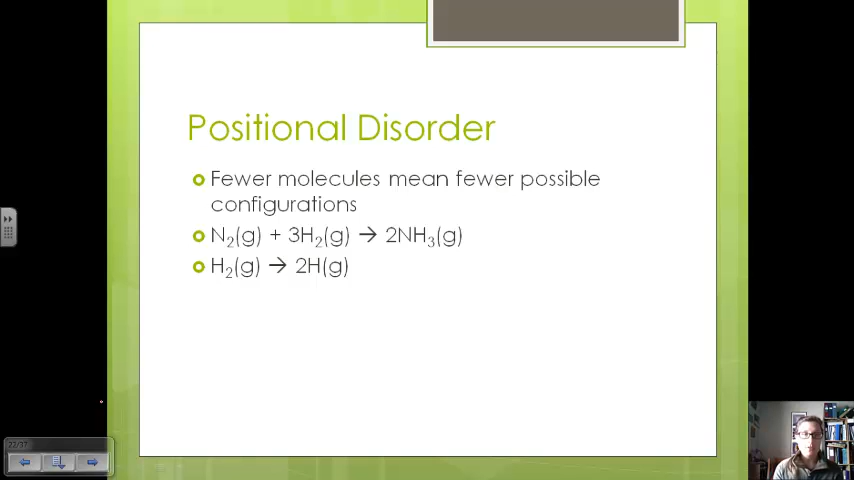 Positional Disorder
Fewer molecules mean fewer possible
configurations
N₂(g) + 3H₂(g) → 2NH₃(g)
H₂(g) → 2H(g)